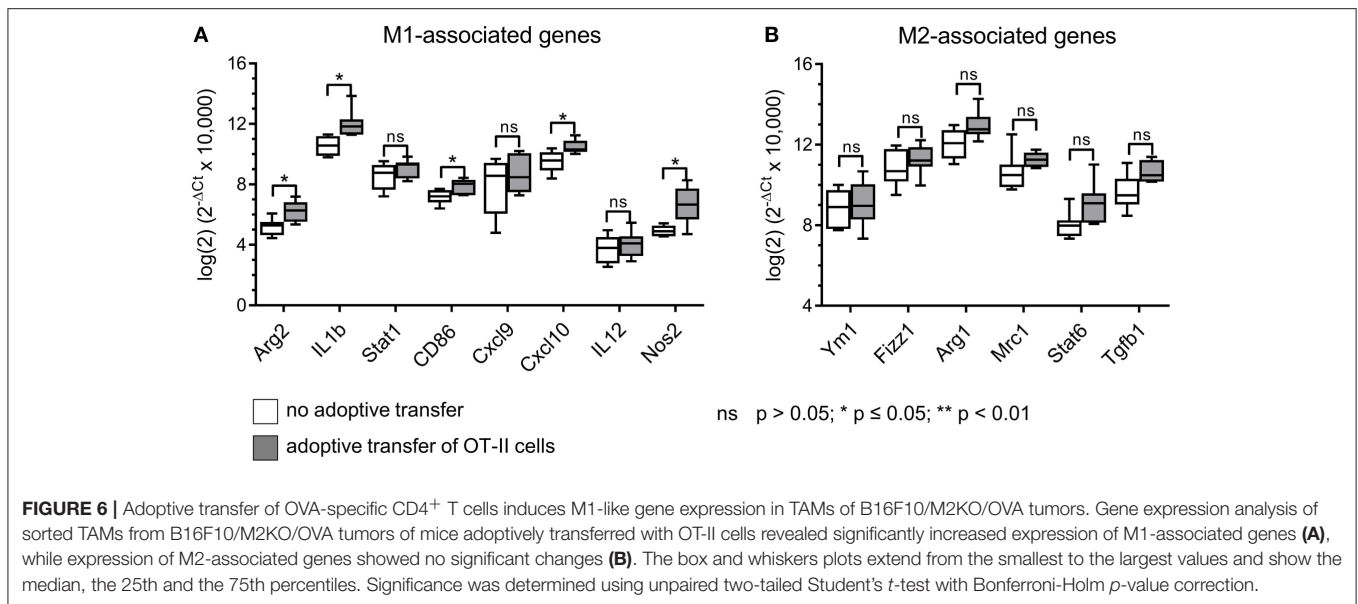 A M1-associated genes
log(2) (2^-ΔCt x 10,000)
16
12
8
4
0
* * ns * ns * ns *
Arg2 IL1b Stat1 CD86 Cxcl9 Cxcl10 IL12 Nos2
B M2-associated genes
log(2) (2^-ΔCt x 10,000)
16
12
8
4
ns ns ns ns ns ns
Ym1 Fizz1 Arg1 Mrc1 Stat6 Tgfb1
no adoptive transfer
adoptive transfer of OT-II cells
ns p > 0.05; * p ≤ 0.05; ** p < 0.01
FIGURE 6 | Adoptive transfer of OVA-specific CD4+ T cells induces M1-like gene expression in TAMs of B16F10/M2KO/OVA tumors. Gene expression analysis of
sorted TAMs from B16F10/M2KO/OVA tumors of mice adoptively transferred with OT-II cells revealed significantly increased expression of M1-associated genes (A),
while expression of M2-associated genes showed no significant changes (B). The box and whiskers plots extend from the smallest to the largest values and show the
median, the 25th and the 75th percentiles. Significance was determined using unpaired two-tailed Student's t-test with Bonferroni-Holm p-value correction.